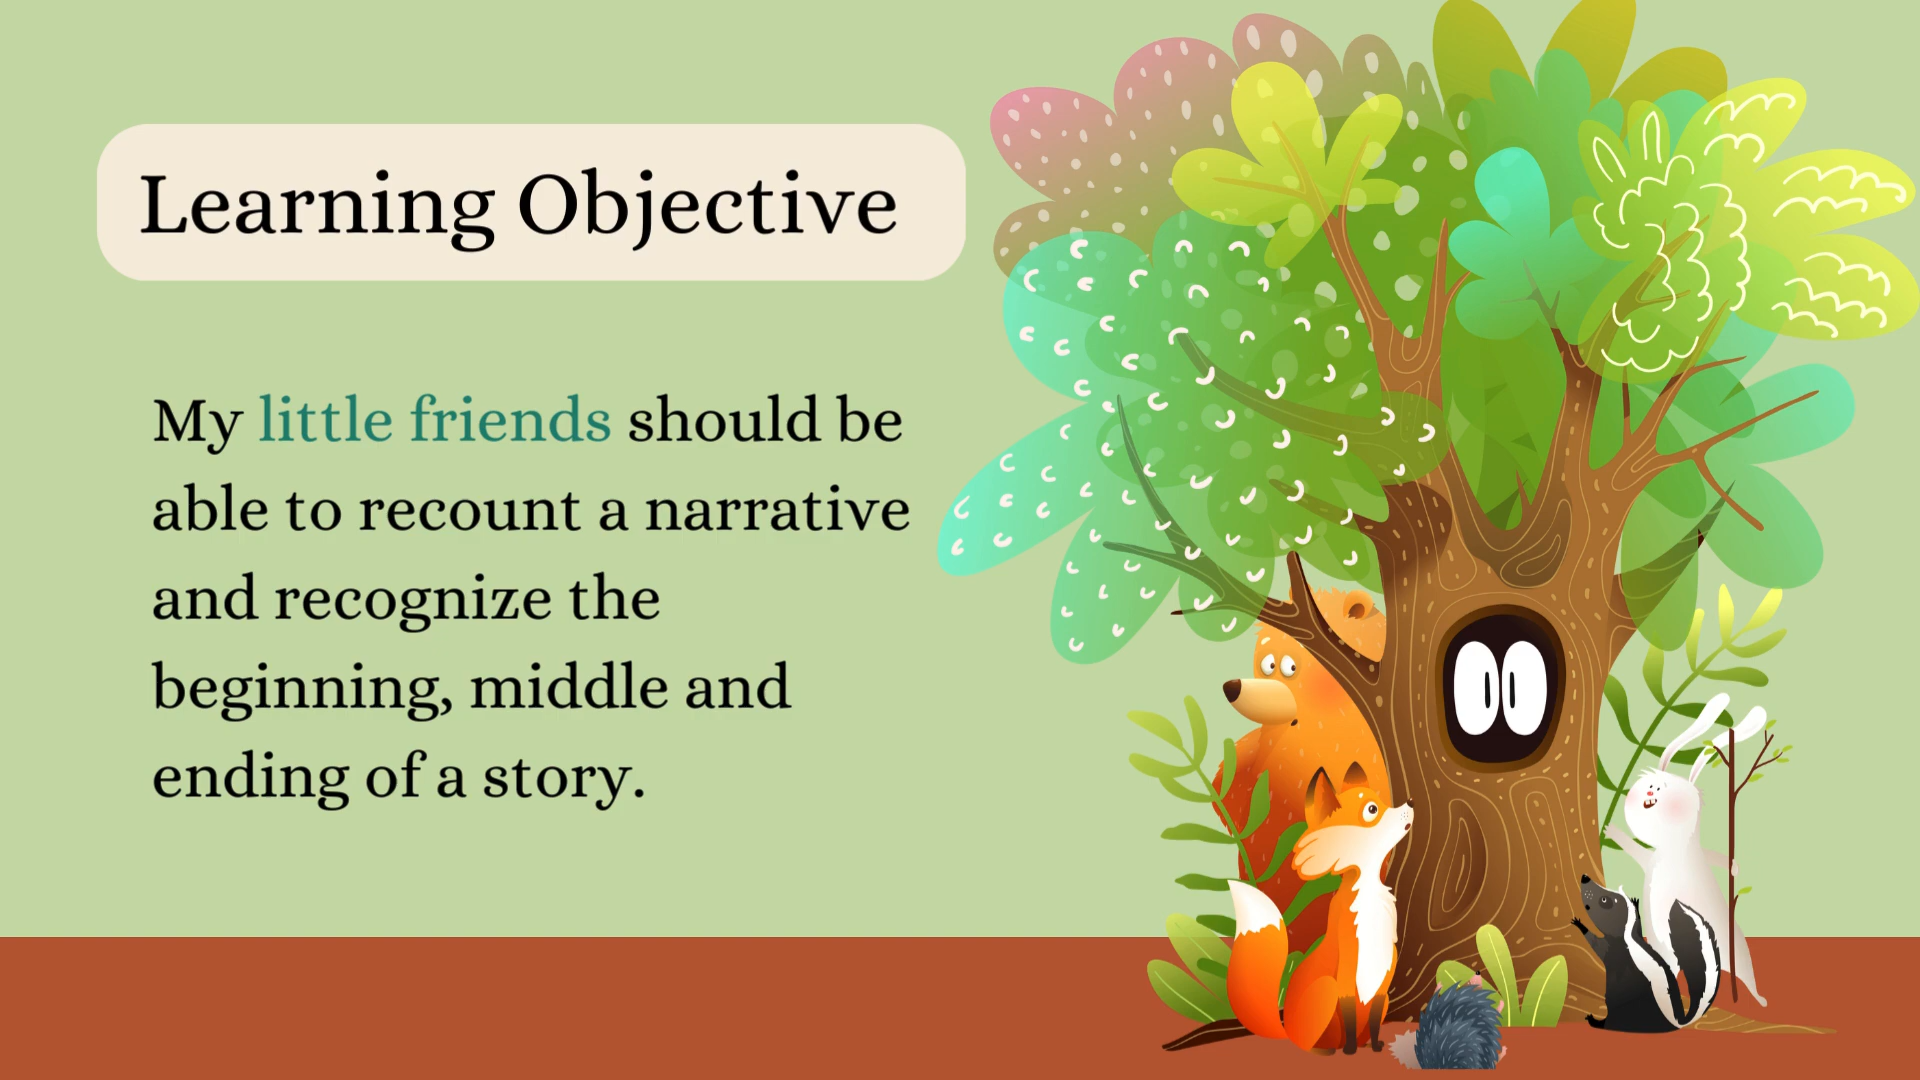 Learning Objective
My little friends should be
able to recount a narrative
and recognize the
beginning, middle and
ending of a story.